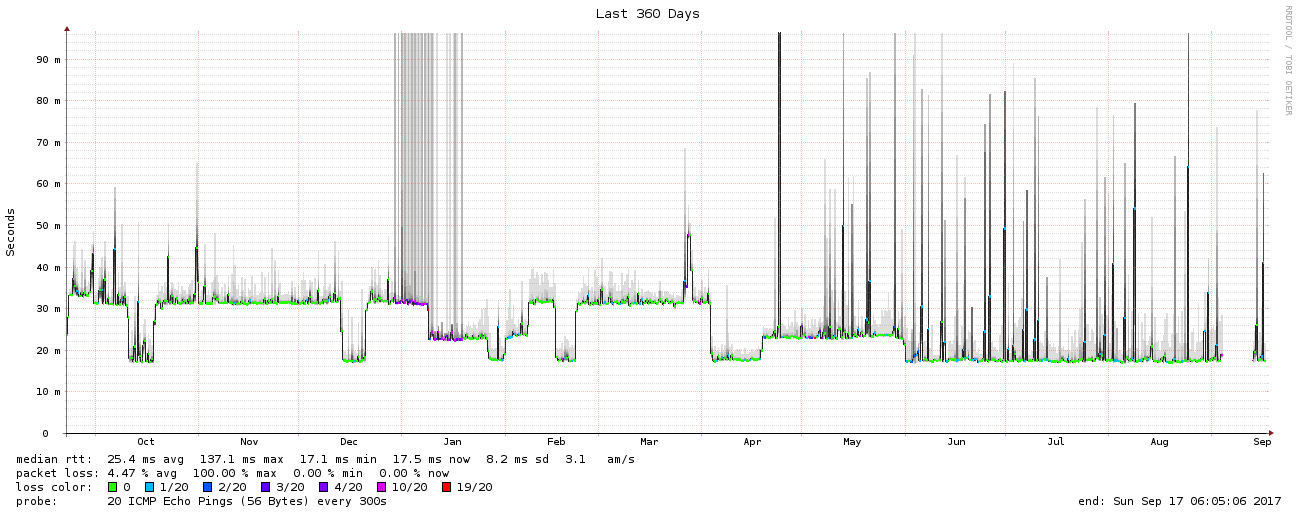 Last 360 Days
RRDTOOL / TOBI OETIKER
Seconds
90 m
80 m
70 m
60 m
50 m
40 m
30 m
20 m
10 m
0
Oct Nov Dec Jan Feb Mar Apr May Jun Jul Aug Sep
median rtt: 25.4 ms avg 137.1 ms max 17.1 ms min 17.5 ms now 8.2 ms sd 3.1 am/s
packet loss: 4.47 % avg 100.00 % max 0.00 % min 0.00 % now
loss color: 0 1/20 2/20 3/20 4/20 10/20 19/20
probe: 20 ICMP Echo Pings (56 Bytes) every 300s end: Sun Sep 17 06:05:06 2017